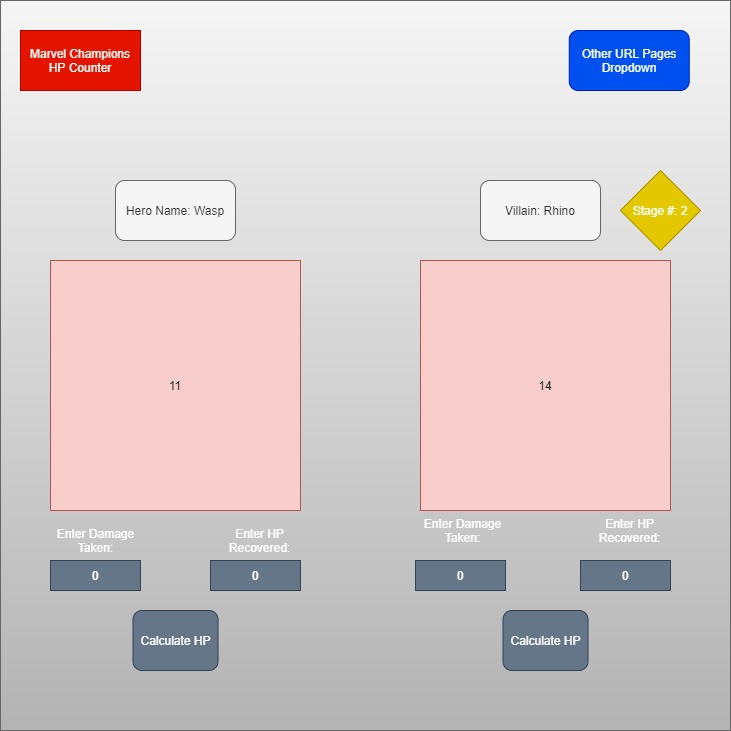 Marvel Champions
HP Counter
Other URL Pages
Dropdown
Hero Name: Wasp
Villain: Rhino
Stage #: 2
11
14
Enter Damage
Taken:
Enter HP
Recovered:
Enter Damage
Taken:
Enter HP
Recovered:
0
0
0
0
Calculate HP
Calculate HP